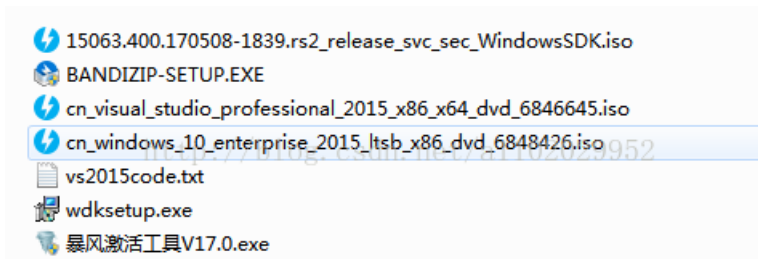 15063.400.170508-1839.rs2_release_svc_sec_WindowsSDK.iso
BANDIZIP-SETUP.EXE
cn_visual_studio_professional_2015_x86_x64_dvd_6846645.iso
cn_windows_10_enterprise_2015_ltsb_x86_dvd_6848426.iso
vs2015code.txt
wdksetup.exe
暴风激活工具V17.0.exe